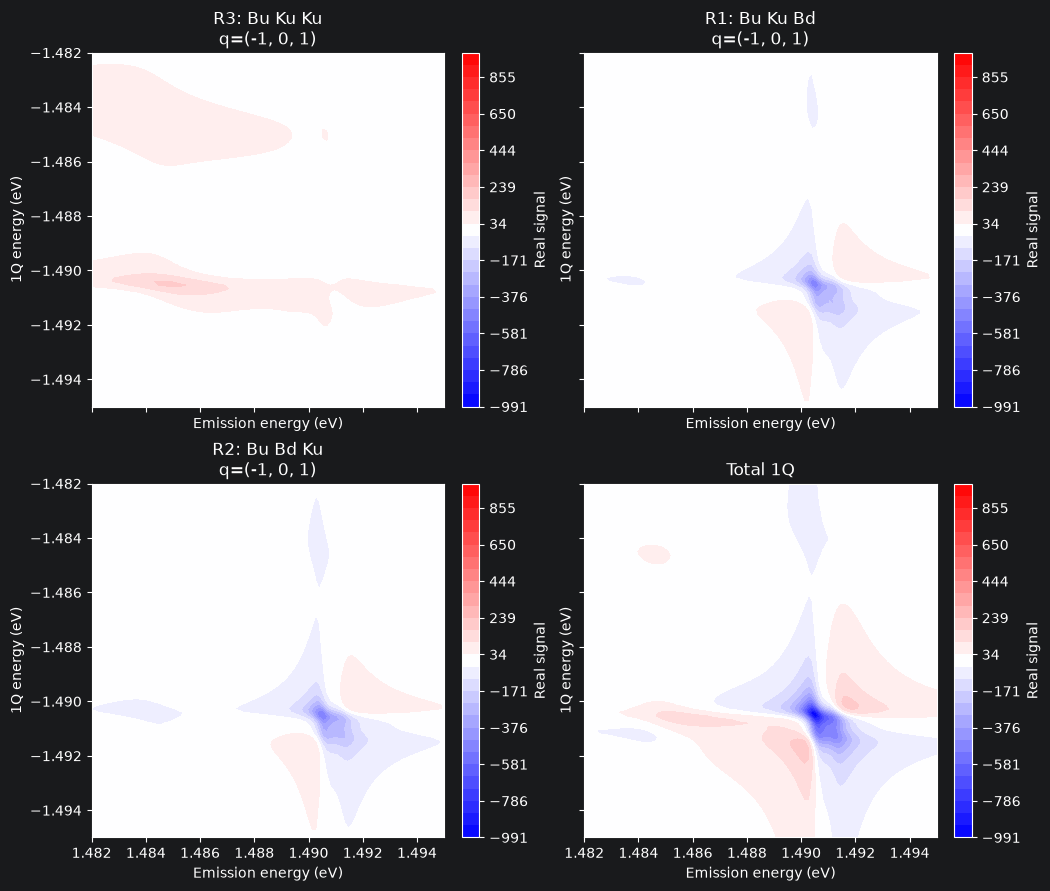 R3: Bu Ku Ku
q=(-1, 0, 1)
−1.482
−1.484
−1.486
−1.488
−1.490
−1.492
−1.494
1Q energy (eV)
Emission energy (eV)
855
650
444
239
34
−171
−376
−581
−786
−991
Real signal
R1: Bu Ku Bd
q=(-1, 0, 1)
1Q energy (eV)
Emission energy (eV)
855
650
444
239
34
−171
−376
−581
−786
−991
Real signal
R2: Bu Bd Ku
q=(-1, 0, 1)
−1.482
−1.484
−1.486
−1.488
−1.490
−1.492
−1.494
1Q energy (eV)
1.482 1.484 1.486 1.488 1.490 1.492 1.494
Emission energy (eV)
855
650
444
239
34
−171
−376
−581
−786
−991
Real signal
Total 1Q
1Q energy (eV)
1.482 1.484 1.486 1.488 1.490 1.492 1.494
Emission energy (eV)
855
650
444
239
34
−171
−376
−581
−786
−991
Real signal